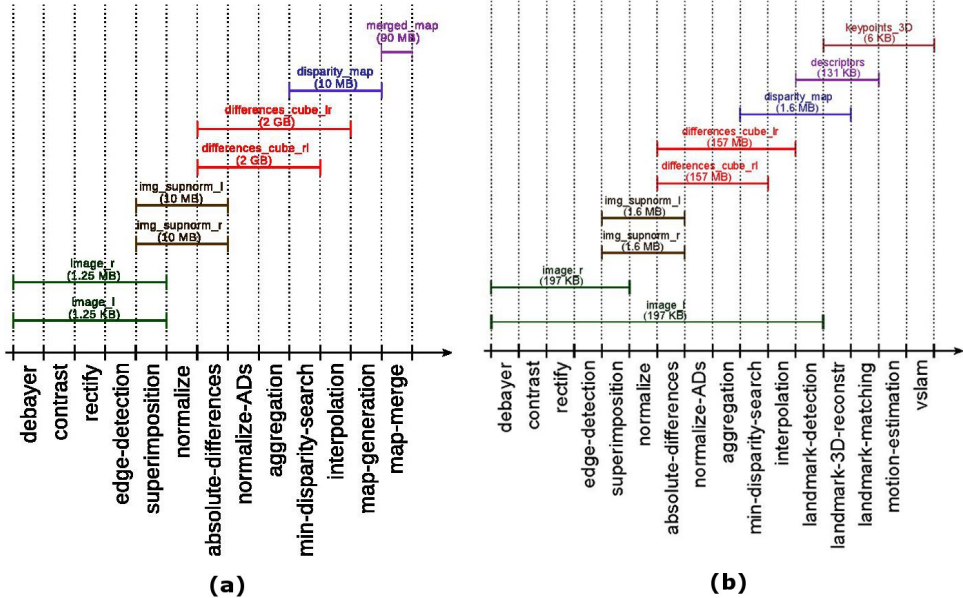 merged_map
(90 MB)
disparity_map
(10 MB)
differences_cube_lr
(2 GB)
differences_cube_rl
(2 GB)
img_supnorm_l
(10 MB)
img_supnorm_r
(10 MB)
image_r
(1.25 MB)
image_l
(1.25 KB)
debayer
contrast
rectify
edge-detection
superimposition
normalize
absolute-differences
normalize-ADs
aggregation
min-disparity-search
interpolation
map-generation
map-merge
(a)
keypoints_3D
(6 KB)
descriptors
(131 KB)
disparity_map
(1.6 MB)
differences_cube_lr
(157 MB)
differences_cube_rl
(157 MB)
img_supnorm_l
(1.6 MB)
img_supnorm_r
(1.6 MB)
image_r
(197 KB)
image_l
(197 KB)
debayer
contrast
rectify
edge-detection
superimposition
normalize
absolute-differences
normalize-ADs
aggregation
min-disparity-search
interpolation
landmark-detection
landmark-3D-reconstr
landmark-matching
motion-estimation
vslam
(b)